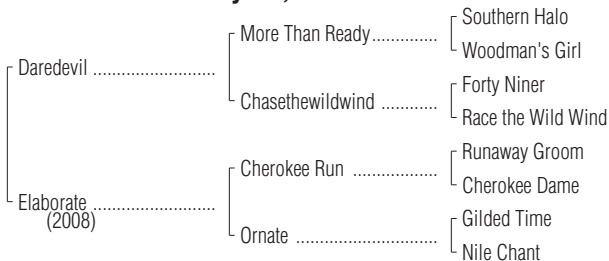 Southern Halo
More Than Ready..............
Woodman's Girl
Daredevil ..........................
Forty Niner
Chasethewildwind ............
Race the Wild Wind
Runaway Groom
Cherokee Run ..................
Cherokee Dame
Elaborate ..........................
(2008)
Gilded Time
Ornate ..............................
Nile Chant